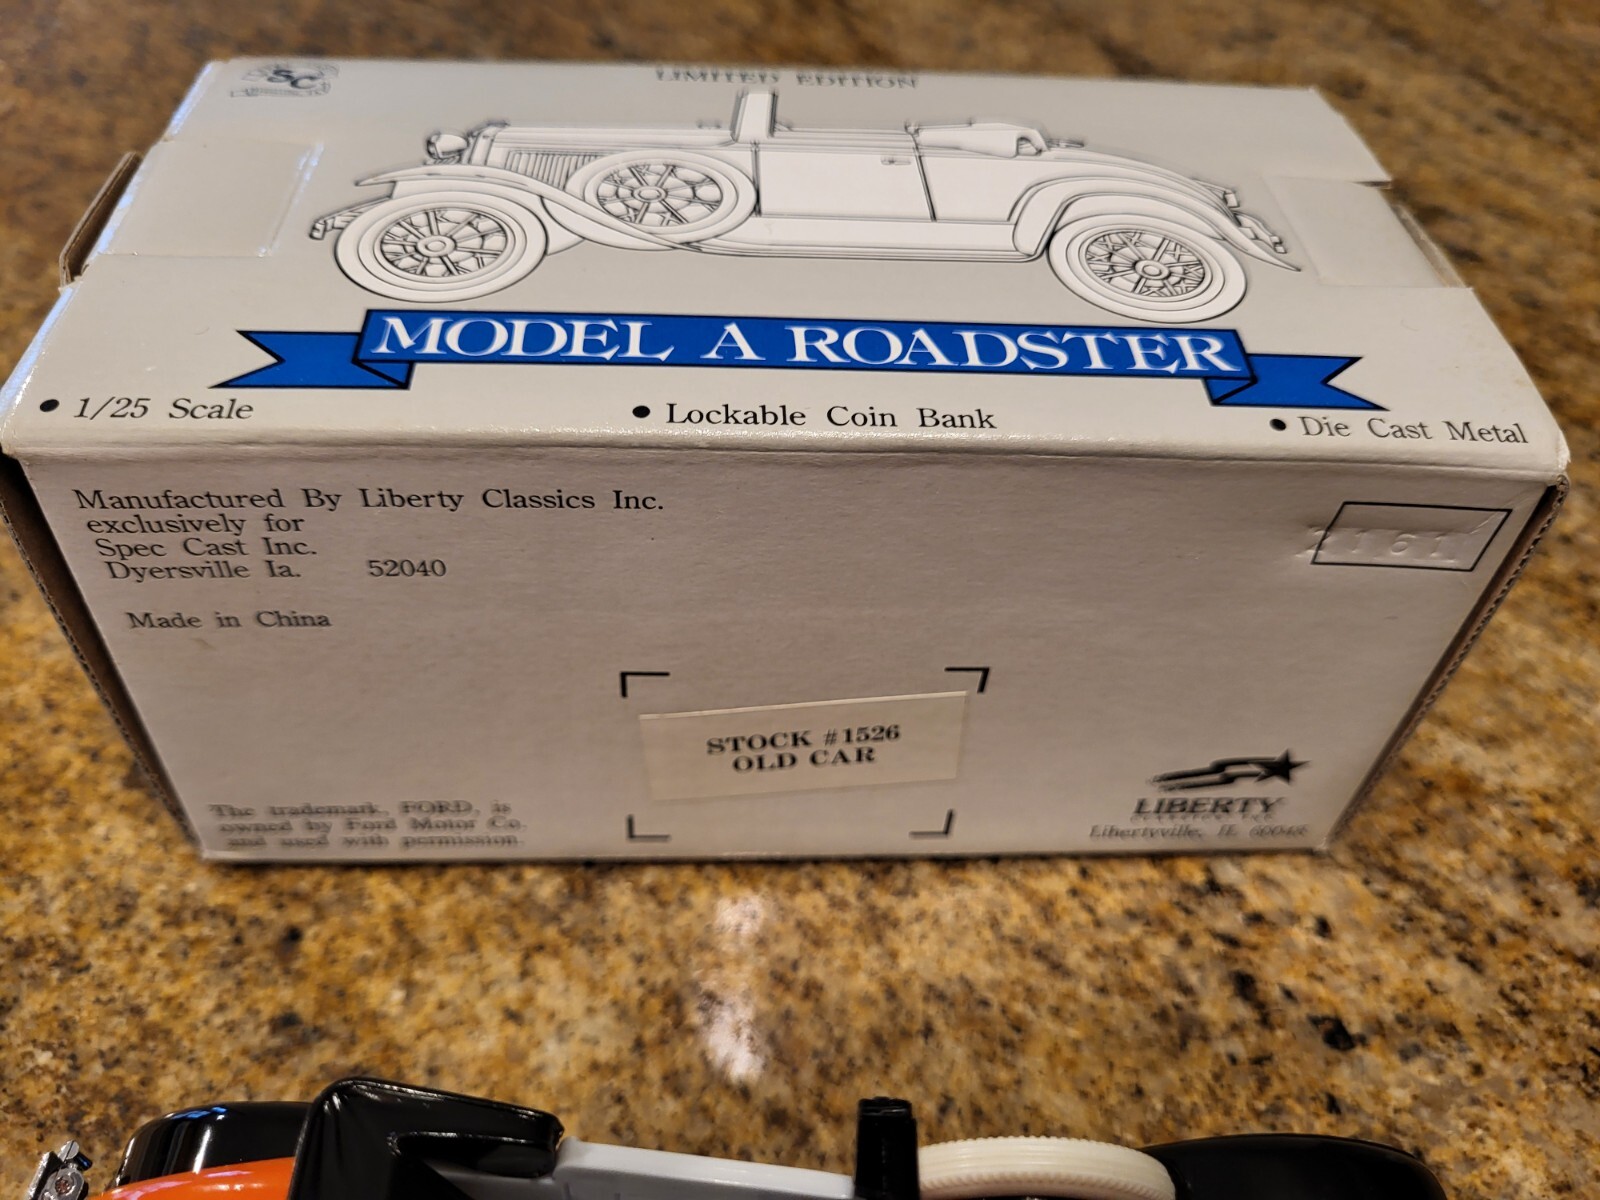 SC
LIMITED EDITION
MODEL A ROADSTER
• 1/25 Scale • Lockable Coin Bank • Die Cast Metal
Manufactured By Liberty Classics Inc.
exclusively for
Spec Cast Inc.
Dyersville Ia. 52040
Made in China
STOCK #1526
OLD CAR
The trademark, FORD, is
owned by Ford Motor Co.
and used with permission.
LIBERTY
Libertyville, IL